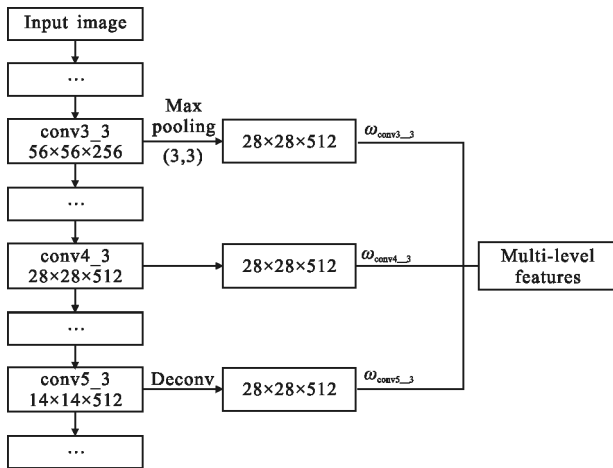 Input image
...
Max
pooling
(3,3)
conv3_3
56×56×256
28×28×512
ωconv3_3
...
conv4_3
28×28×512
28×28×512
ωconv4_3
Multi-level
features
...
conv5_3
14×14×512
Deconv
28×28×512
ωconv5_3
...